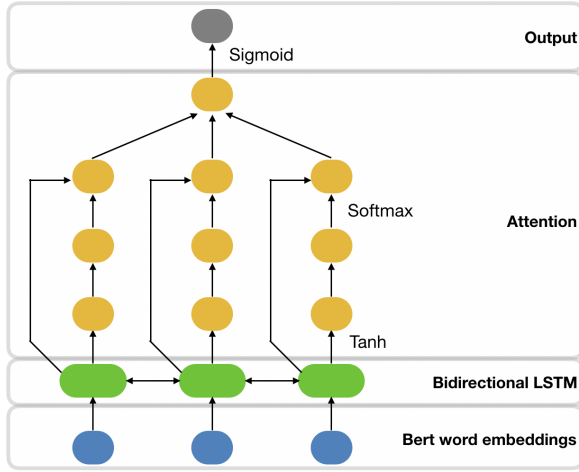 Output
Sigmoid
Softmax
Attention
Tanh
Bidirectional LSTM
Bert word embeddings